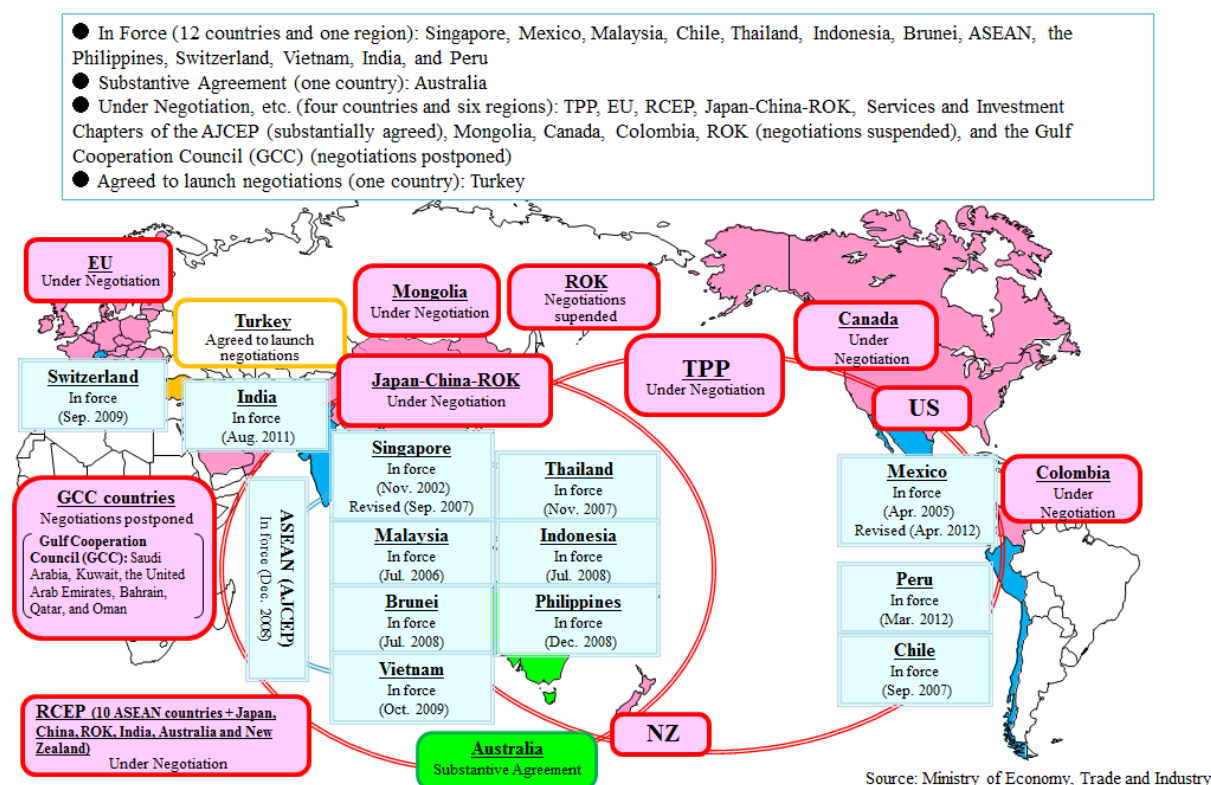 ● In Force (12 countries and one region): Singapore, Mexico, Malaysia, Chile, Thailand, Indonesia, Brunei, ASEAN, the
Philippines, Switzerland, Vietnam, India, and Peru
● Substantive Agreement (one country): Australia
● Under Negotiation, etc. (four countries and six regions): TPP, EU, RCEP, Japan-China-ROK, Services and Investment
Chapters of the AJCEP (substantially agreed), Mongolia, Canada, Colombia, ROK (negotiations suspended), and the Gulf
Cooperation Council (GCC) (negotiations postponed)
● Agreed to launch negotiations (one country): Turkey
EU
Under Negotiation
Mongolia
Under Negotiation
ROK
Negotiations
supended
Turkey
Agreed to launch
negotiations
Canada
Under
Negotiation
TPP
Under Negotiation
Switzerland
In force
(Sep. 2009)
India
In force
(Aug. 2011)
Japan-China-ROK
Under Negotiation
US
Singapore
In force
(Nov. 2002)
Revised (Sep. 2007)
Thailand
In force
(Nov. 2007)
Mexico
In force
(Apr. 2005)
Revised (Apr. 2012)
Colombia
Under
Negotiation
GCC countries
Negotiations postponed
Gulf Cooperation
Council (GCC): Saudi
Arabia, Kuwait, the United
Arab Emirates, Bahrain,
Qatar, and Oman
ASEAN (AJCEP)
In force (Dec. 2008)
Malaysia
In force
(Jul. 2006)
Indonesia
In force
(Jul. 2008)
Brunei
In force
(Jul. 2008)
Philippines
In force
(Dec. 2008)
Peru
In force
(Mar. 2012)
Vietnam
In force
(Oct. 2009)
Chile
In force
(Sep. 2007)
RCEP (10 ASEAN countries + Japan,
China, ROK, India, Australia and New
Zealand)
Under Negotiation
NZ
Australia
Substantive Agreement
Source: Ministry of Economy, Trade and Industry